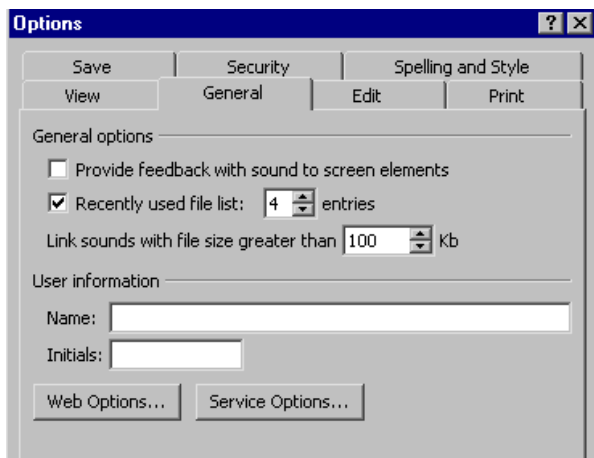 Options
Save Security Spelling and Style
View General Edit Print
General options
Provide feedback with sound to screen elements
Recently used file list: 4 entries
Link sounds with file size greater than 100 Kb
User information
Name:
Initials:
Web Options... Service Options...